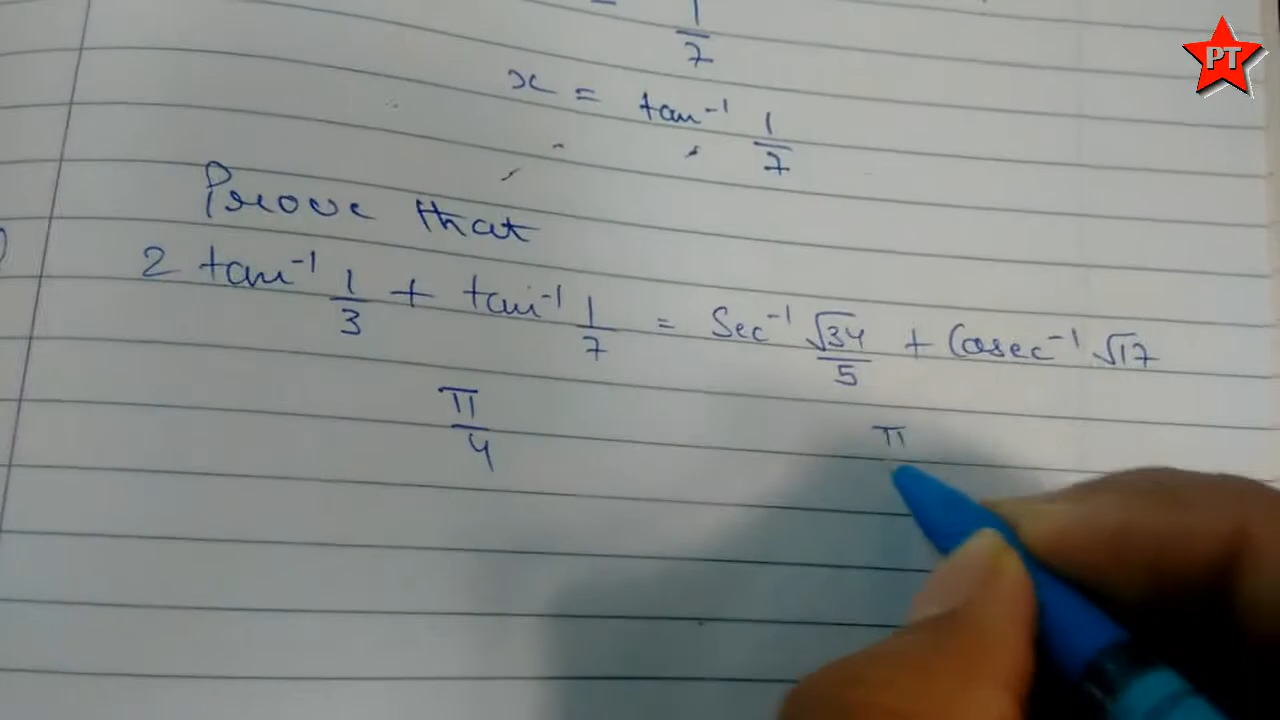 1/7
x = tan⁻¹ 1/7
Prove that
2 tan⁻¹ 1/3 + tan⁻¹ 1/7 = Sec⁻¹ √34/5 + Cosec⁻¹ √17
π/4 π
PT